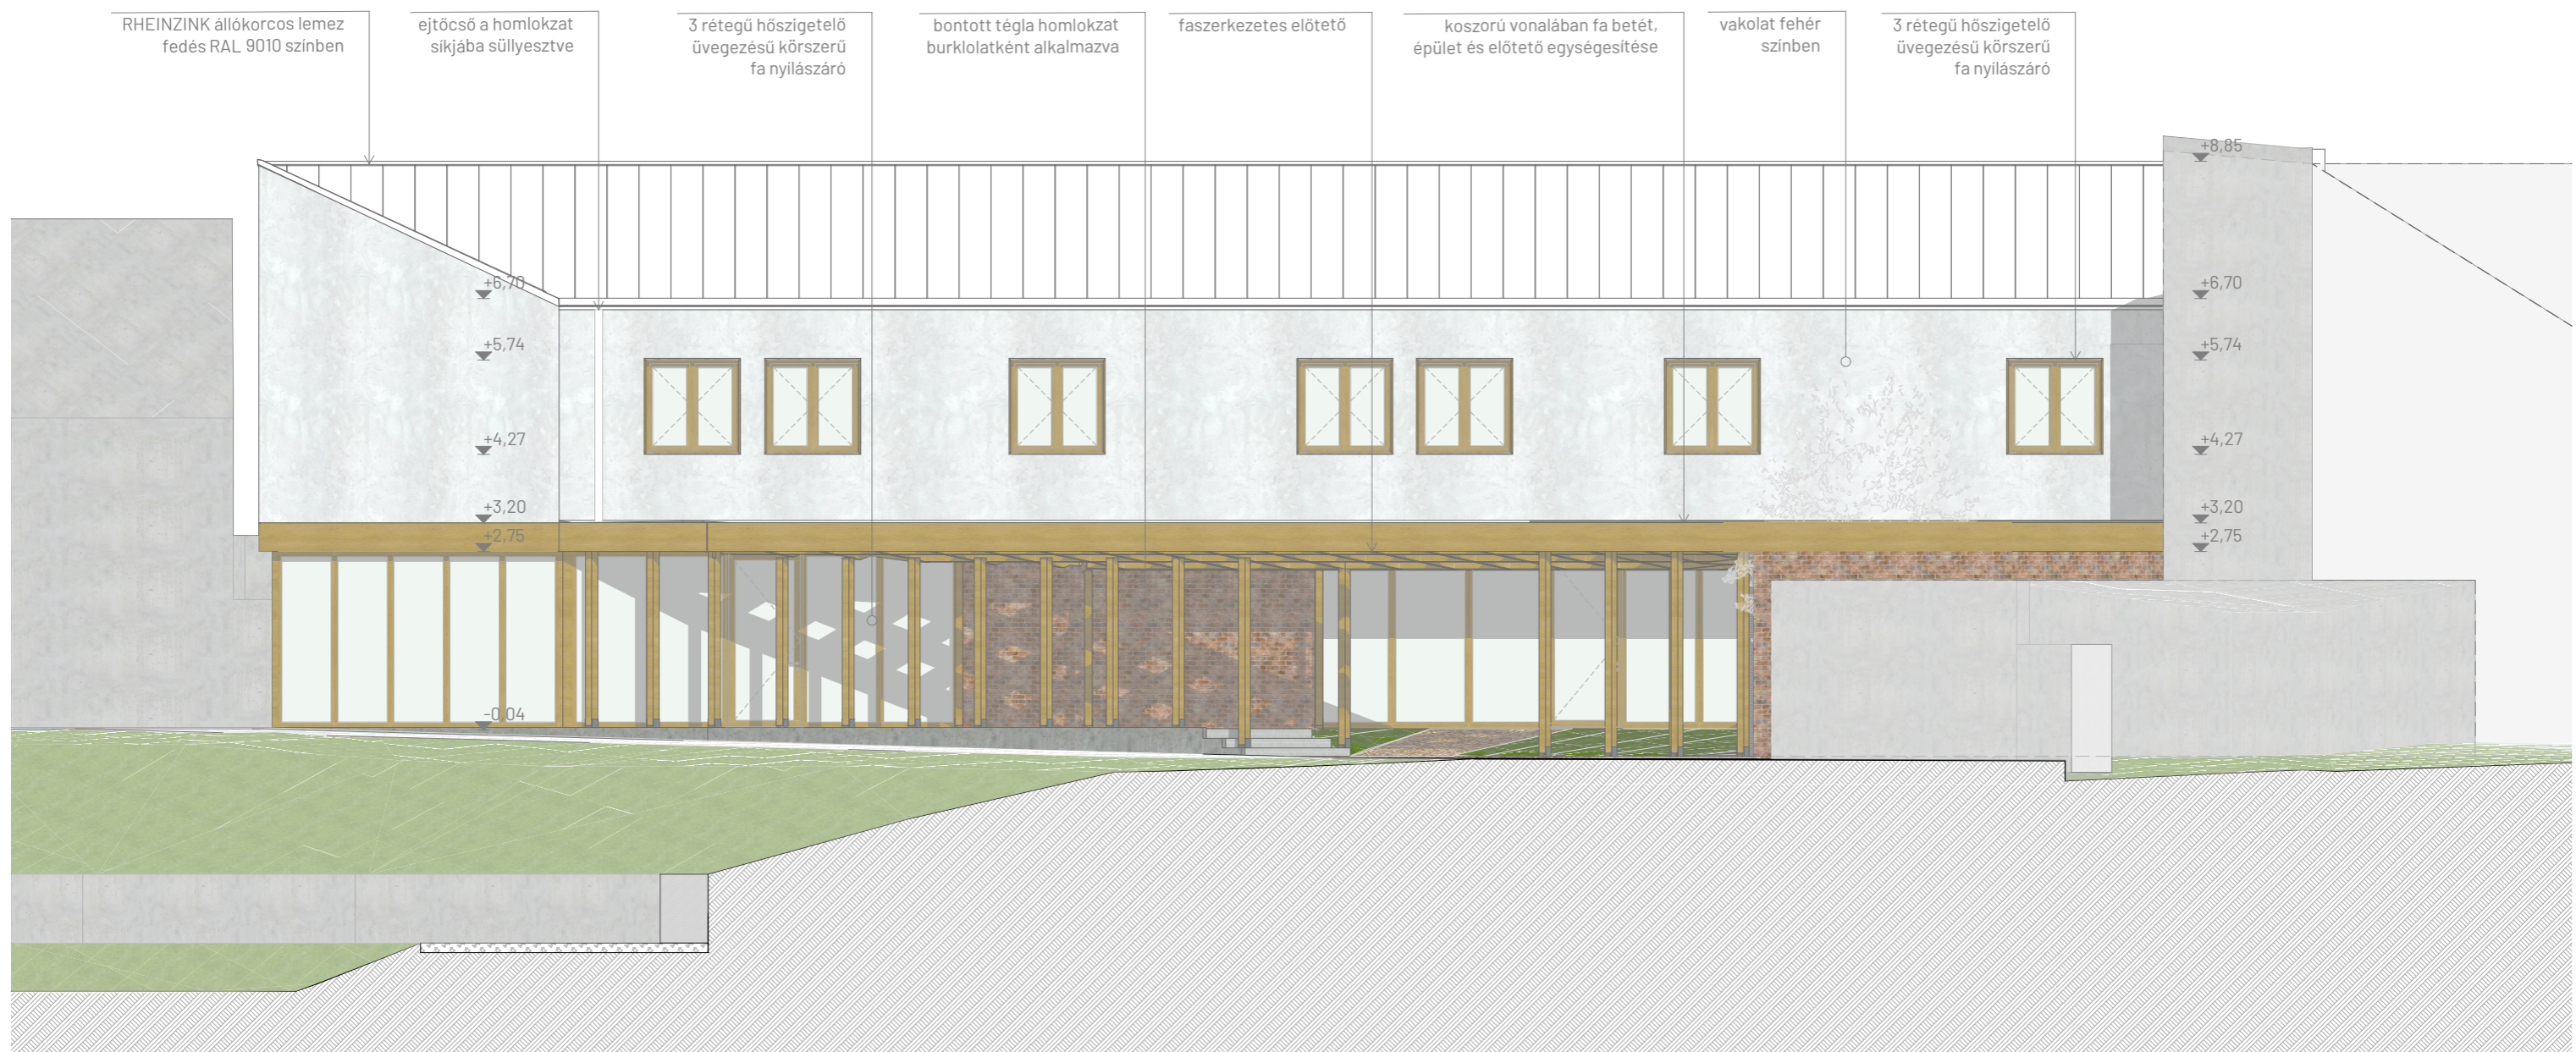 RHEINZINK állókorcos lemez
fedés RAL 9010 színben
ejtőcső a homlokzat
síkjába süllyesztve
3 rétegű hőszigetelő
üvegezésű körszerű
fa nyílászáró
bontott tégla homlokzat
burklolatként alkalmazva
faszerkezetes előtető
koszorú vonalában fa betét,
épület és előtető egységesítése
vakolat fehér
színben
3 rétegű hőszigetelő
üvegezésű körszerű
fa nyílászáró
+8,85
+6,70
+6,70
+5,74
+5,74
+4,27
+4,27
+3,20
+3,20
+2,75
+2,75
-0,04